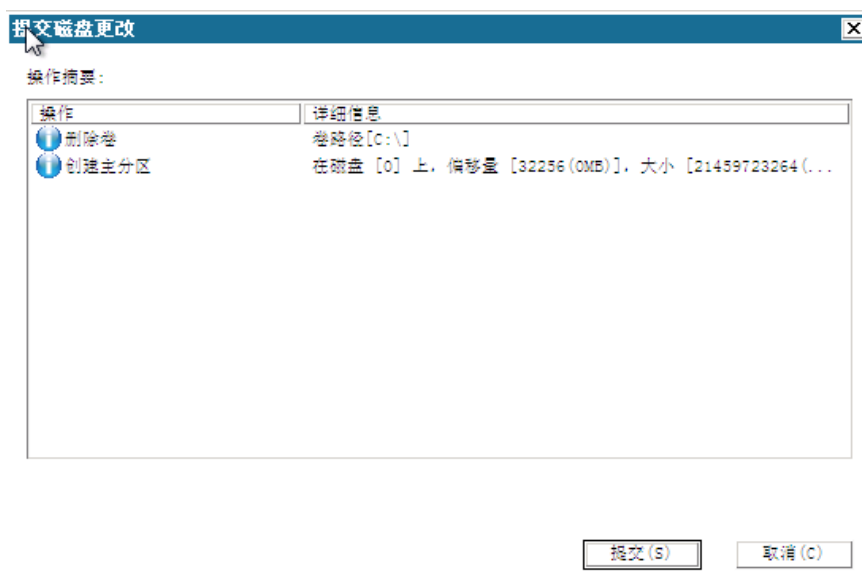 提交磁盘更改
操作摘要:
操作 详细信息
删除卷 卷路径[C:\]
创建主分区 在磁盘 [0] 上，偏移量 [32256(0MB)]，大小 [21459723264(...
提交(S) 取消(C)